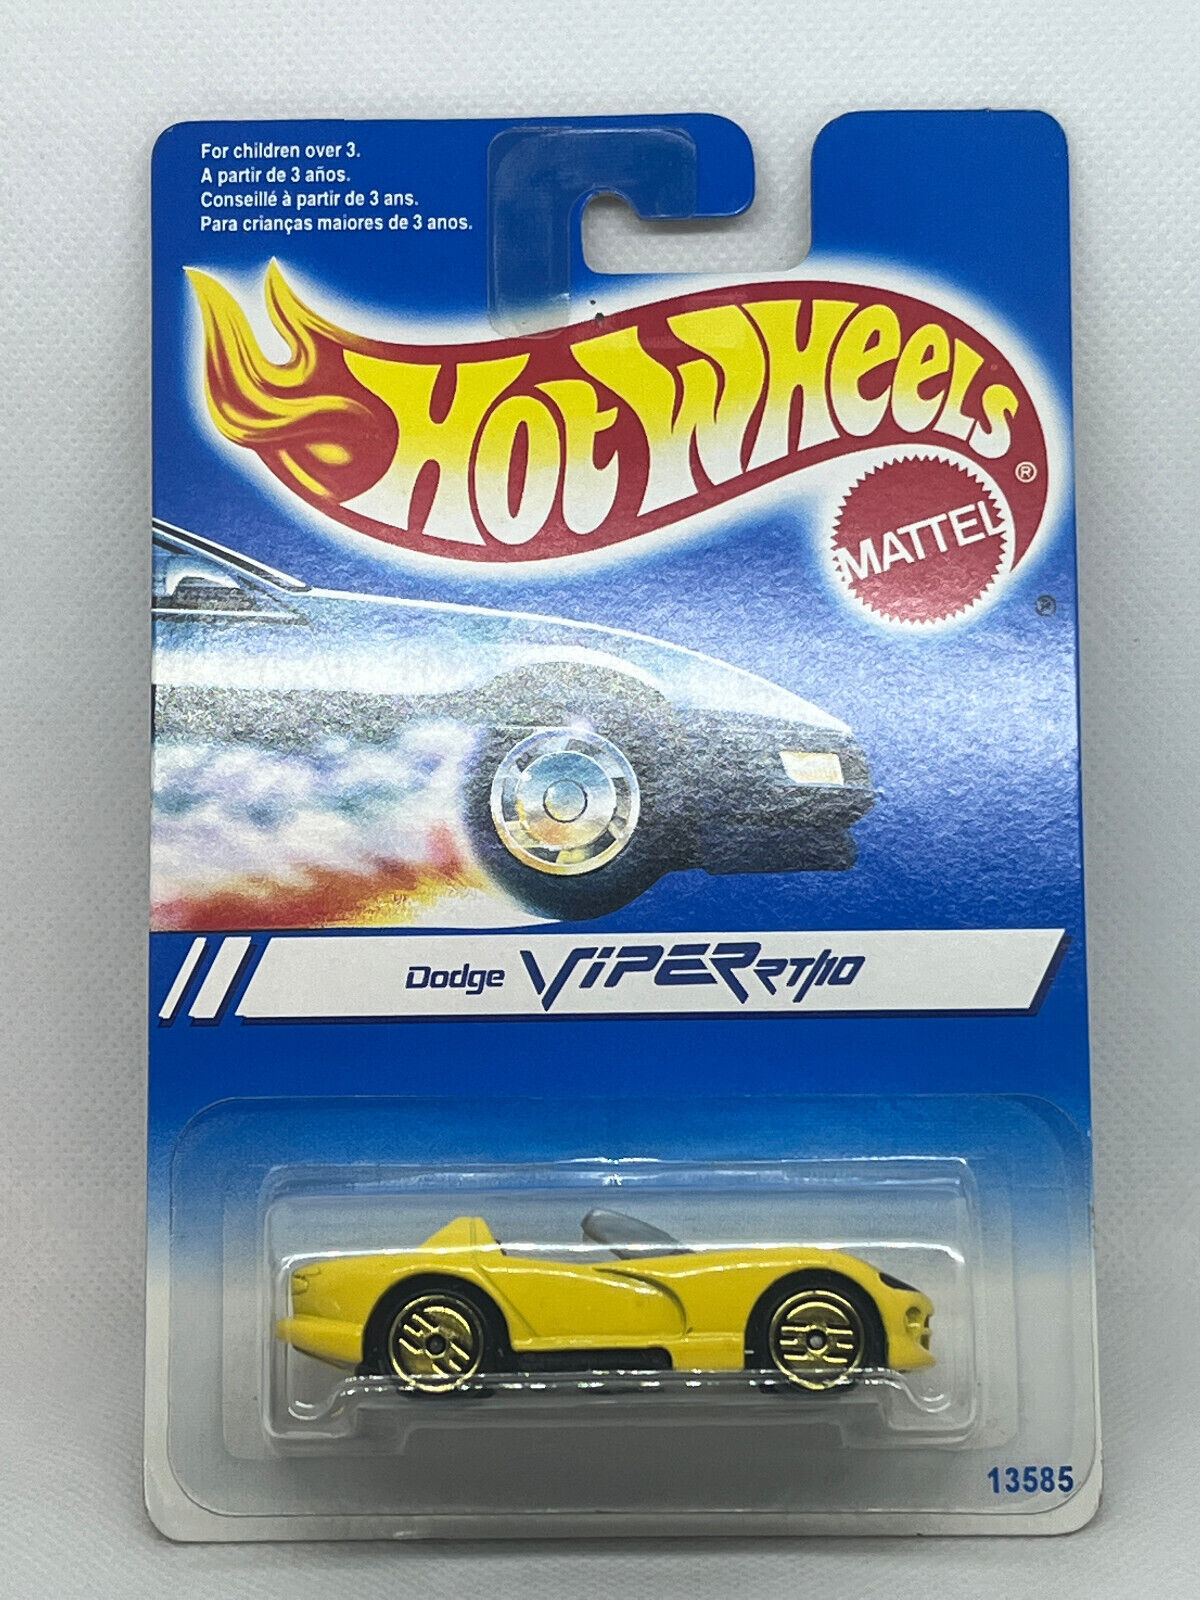 For children over 3.
A partir de 3 años.
Conseillé à partir de 3 ans.
Para crianças maiores de 3 anos.
Hot Wheels ®
MATTEL
®
Dodge VIPER RT/10
13585